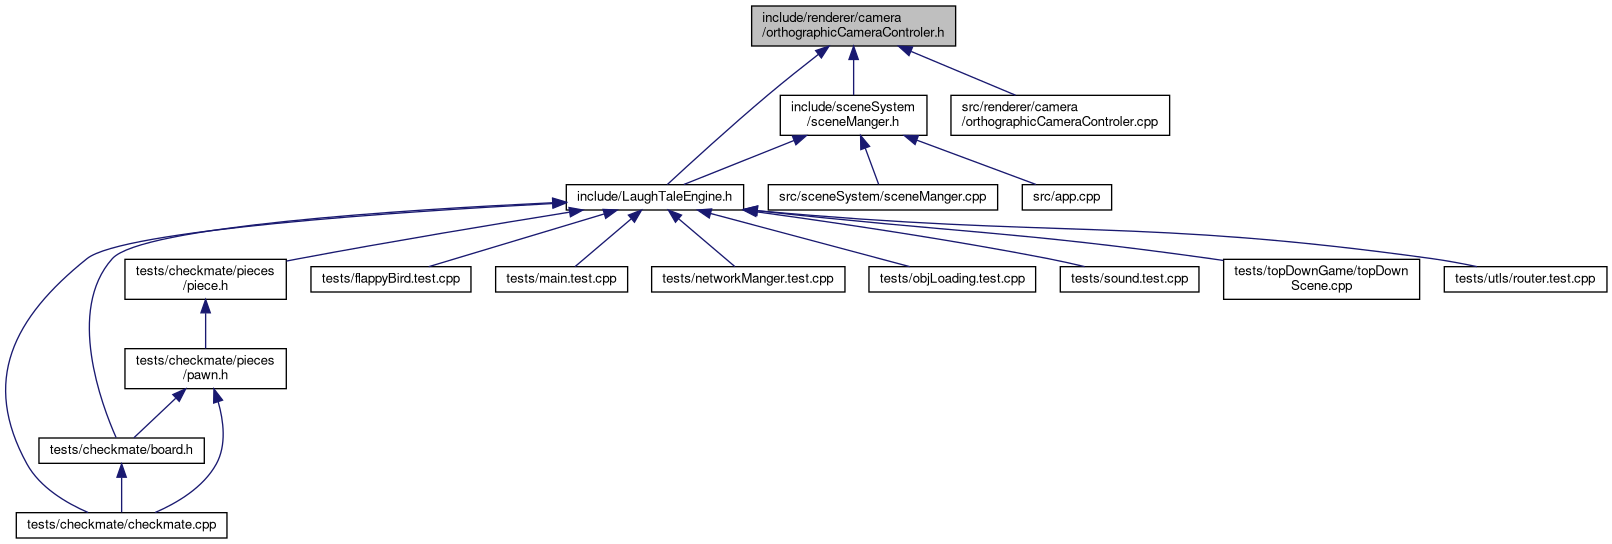 include/renderer/camera
/orthographicCameraControler.h
include/sceneSystem
/sceneManger.h
src/renderer/camera
/orthographicCameraControler.cpp
include/LaughTaleEngine.h
src/sceneSystem/sceneManger.cpp
src/app.cpp
tests/checkmate/pieces
/piece.h
tests/flappyBird.test.cpp
tests/main.test.cpp
tests/networkManger.test.cpp
tests/objLoading.test.cpp
tests/sound.test.cpp
tests/topDownGame/topDown
Scene.cpp
tests/utls/router.test.cpp
tests/checkmate/pieces
/pawn.h
tests/checkmate/board.h
tests/checkmate/checkmate.cpp